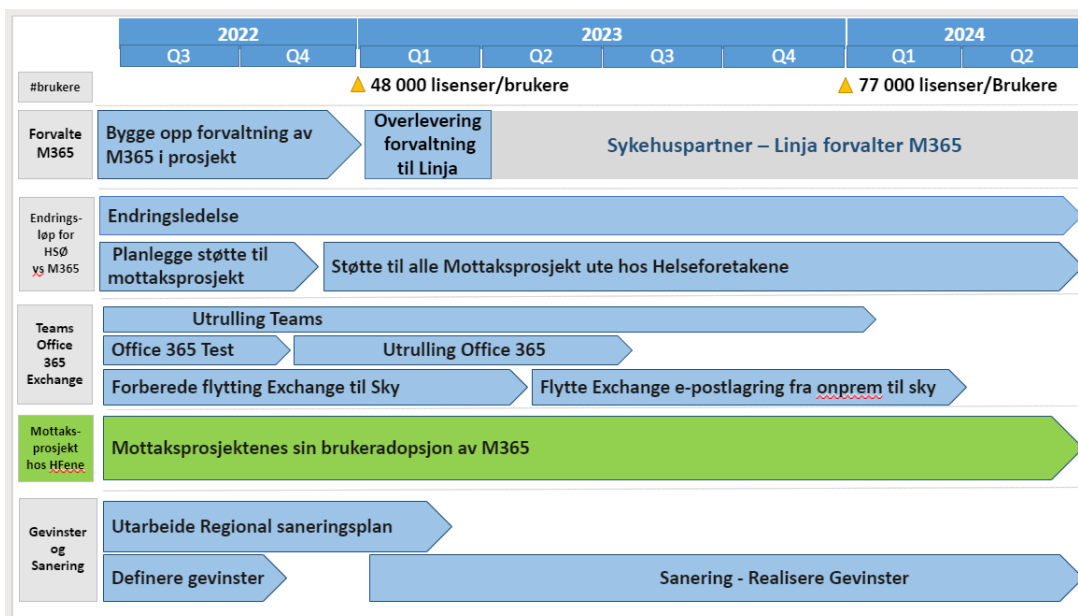 2022 2023 2024
Q3 Q4 Q1 Q2 Q3 Q4 Q1 Q2
#brukere
48 000 lisenser/brukere
77 000 lisenser/Brukere
Forvalte
M365
Bygge opp forvaltning av
M365 i prosjekt
Overlevering
forvaltning
til Linja
Sykehuspartner – Linja forvalter M365
Endrings-
løp for
HSØ
vs M365
Endringsledelse
Planlegge støtte til
mottaksprosjekt
Støtte til alle Mottaksprosjekt ute hos Helseforetakene
Teams
Office
365
Exchange
Utrulling Teams
Office 365 Test
Utrulling Office 365
Forberede flytting Exchange til Sky
Flytte Exchange e-postlagring fra onprem til sky
Mottaks-
prosjekt
hos HFene
Mottaksprosjektenes sin brukeradopsjon av M365
Gevinster
og
Sanering
Utarbeide Regional saneringsplan
Definere gevinster
Sanering - Realisere Gevinster